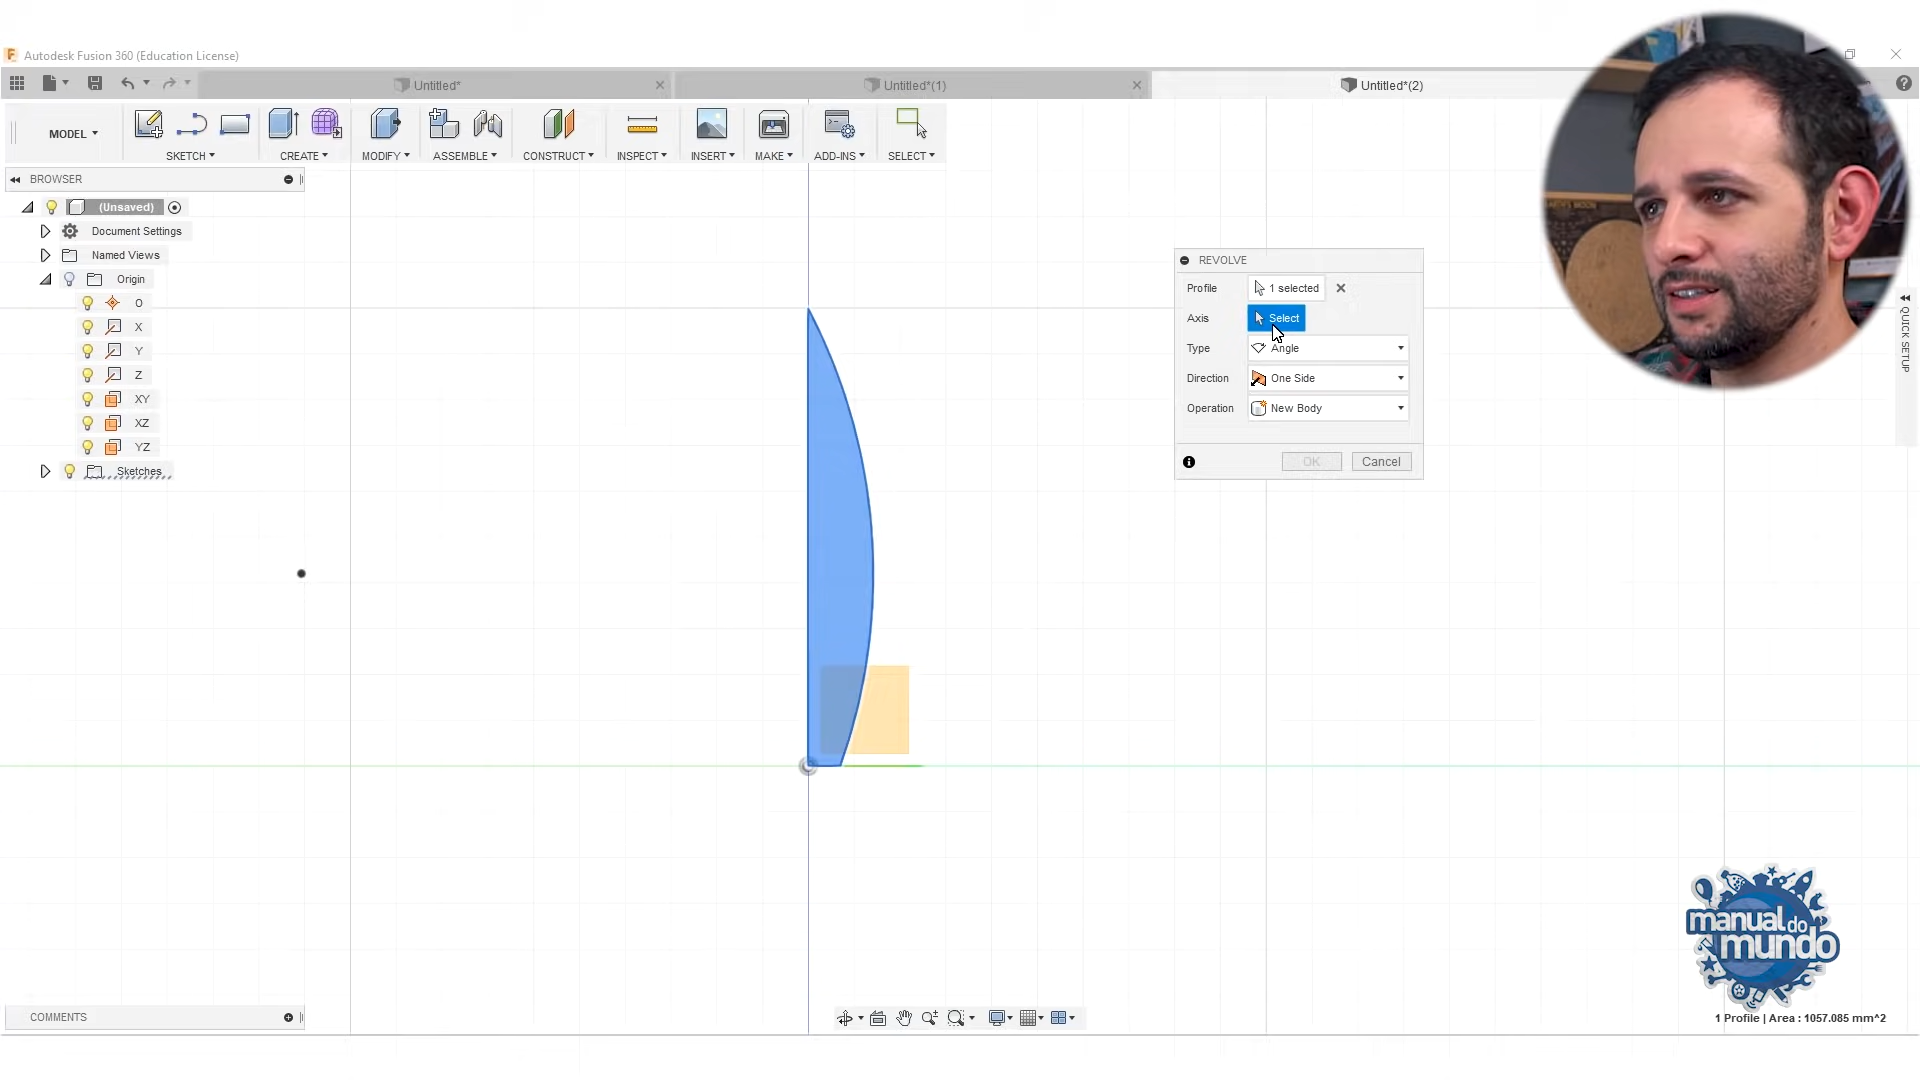 Autodesk Fusion 360 (Education License)
Untitled*
Untitled*(1)
Untitled*(2)
MODEL
SKETCH
CREATE
MODIFY
ASSEMBLE
CONSTRUCT
INSPECT
INSERT
MAKE
ADD-INS
SELECT
BROWSER
(Unsaved)
Document Settings
Named Views
Origin
O
X
Y
Z
XY
XZ
YZ
Sketches
REVOLVE
Profile 1 selected
Axis Select
Type Angle
Direction One Side
Operation New Body
OK Cancel
QUICK SETUP
manual do
mundo
COMMENTS
1 Profile | Area : 1057.085 mm^2